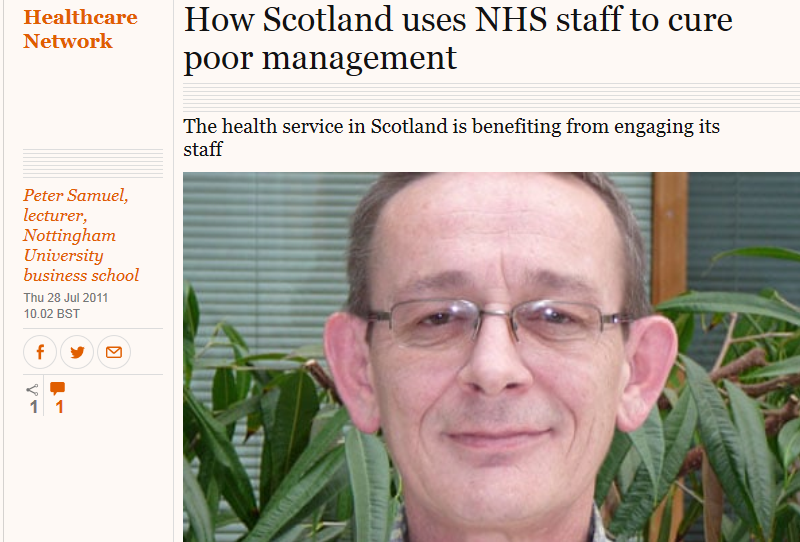 Healthcare
Network
How Scotland uses NHS staff to cure
poor management
The health service in Scotland is benefiting from engaging its
staff
Peter Samuel,
lecturer,
Nottingham
University
business school
Thu 28 Jul 2011
10.02 BST
1
1